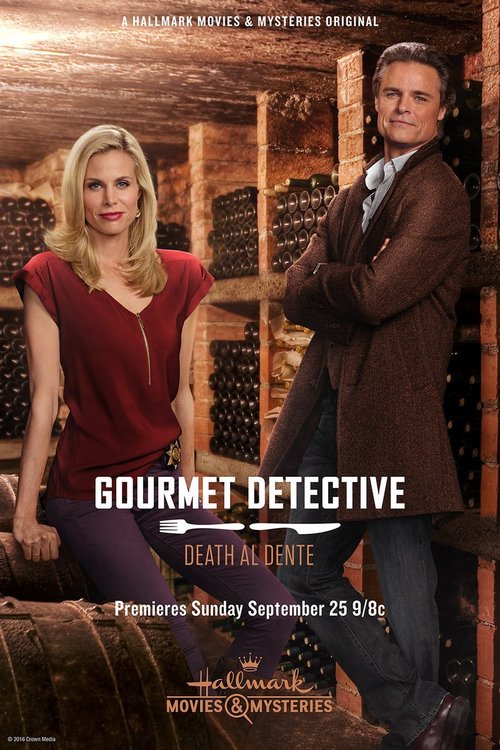 A HALLMARK MOVIES & MYSTERIES ORIGINAL
GOURMET DETECTIVE
DEATH AL DENTE
Premieres Sunday September 25 9/8c
Hallmark
MOVIES & MYSTERIES
© 2016 Crown Media